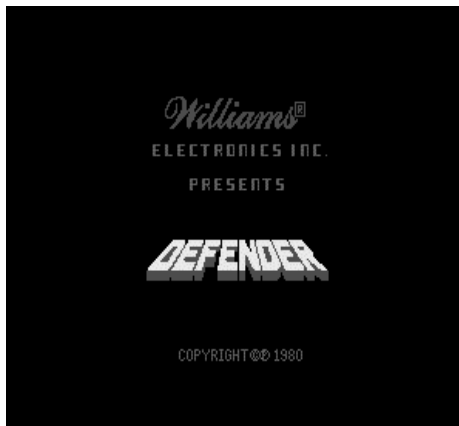 Williams®
ELECTRONICS INC.
PRESENTS
DEFENDER
COPYRIGHT©℗ 1980